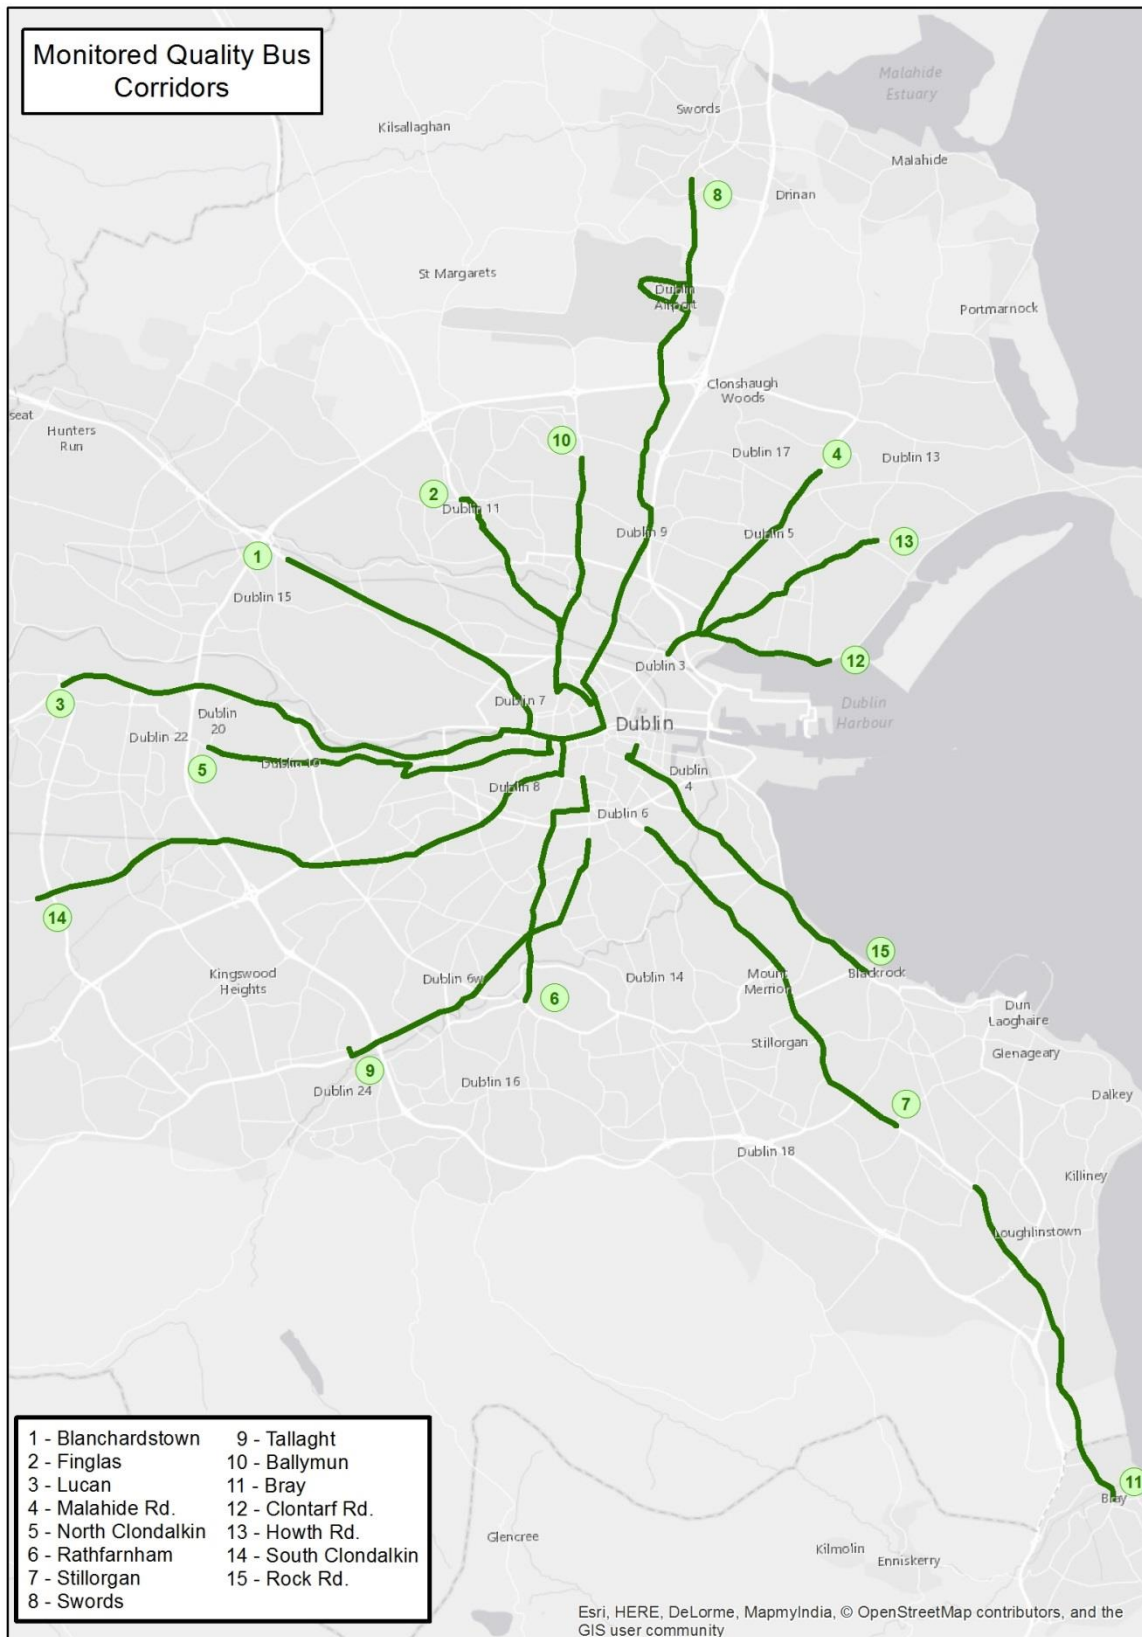 Monitored Quality Bus
Corridors
Malahide
Estuary
Swords
Kilsallaghan
Malahide
8
Drinan
St Margarets
Dublin
Airport
Portmarnock
Clonshaugh
Woods
seat
Hunters
Run
10
Dublin 17
4
Dublin 13
2
Dublin 11
Dublin 9
Dublin 5
13
1
Dublin 15
Dublin 3
12
3
Dublin 7
Dublin
Harbour
Dublin
20
Dublin
Dublin 22
5
Dublin 10
Dublin
4
Dublin 8
Dublin 6
14
15
Kingswood
Heights
Dublin 6w
Dublin 14
Mount
Merrion
Blackrock
6
Dun
Laoghaire
Stillorgan
Glenageary
9
Dublin 24
Dublin 16
Dalkey
7
Dublin 18
Killiney
Loughlinstown
11
Bray
1 - Blanchardstown 9 - Tallaght
2 - Finglas 10 - Ballymun
3 - Lucan 11 - Bray
4 - Malahide Rd. 12 - Clontarf Rd.
5 - North Clondalkin 13 - Howth Rd.
6 - Rathfarnham 14 - South Clondalkin
7 - Stillorgan 15 - Rock Rd.
8 - Swords
Glencree
Kilmolin
Enniskerry
Esri, HERE, DeLorme, MapmyIndia, © OpenStreetMap contributors, and the
GIS user community